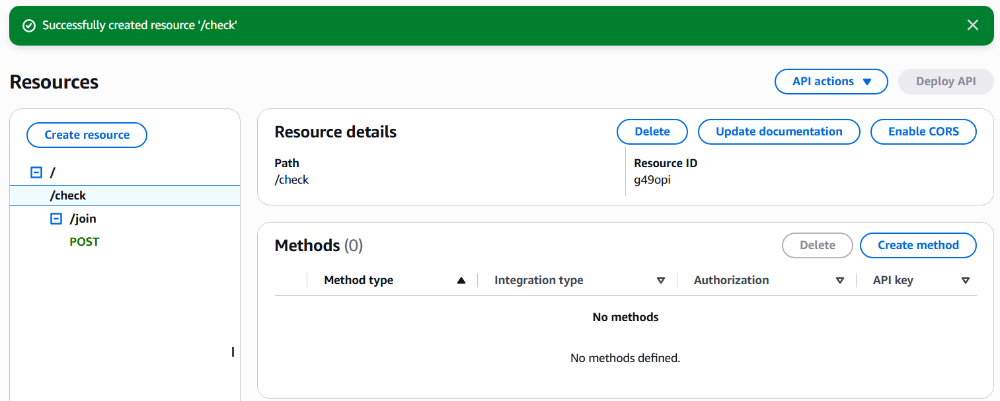 Successfully created resource '/check'
Resources
API actions
Deploy API
Create resource
/
/check
/join
POST
Resource details
Delete
Update documentation
Enable CORS
Path
/check
Resource ID
g49opi
Methods (0)
Delete
Create method
Method type
Integration type
Authorization
API key
No methods
No methods defined.